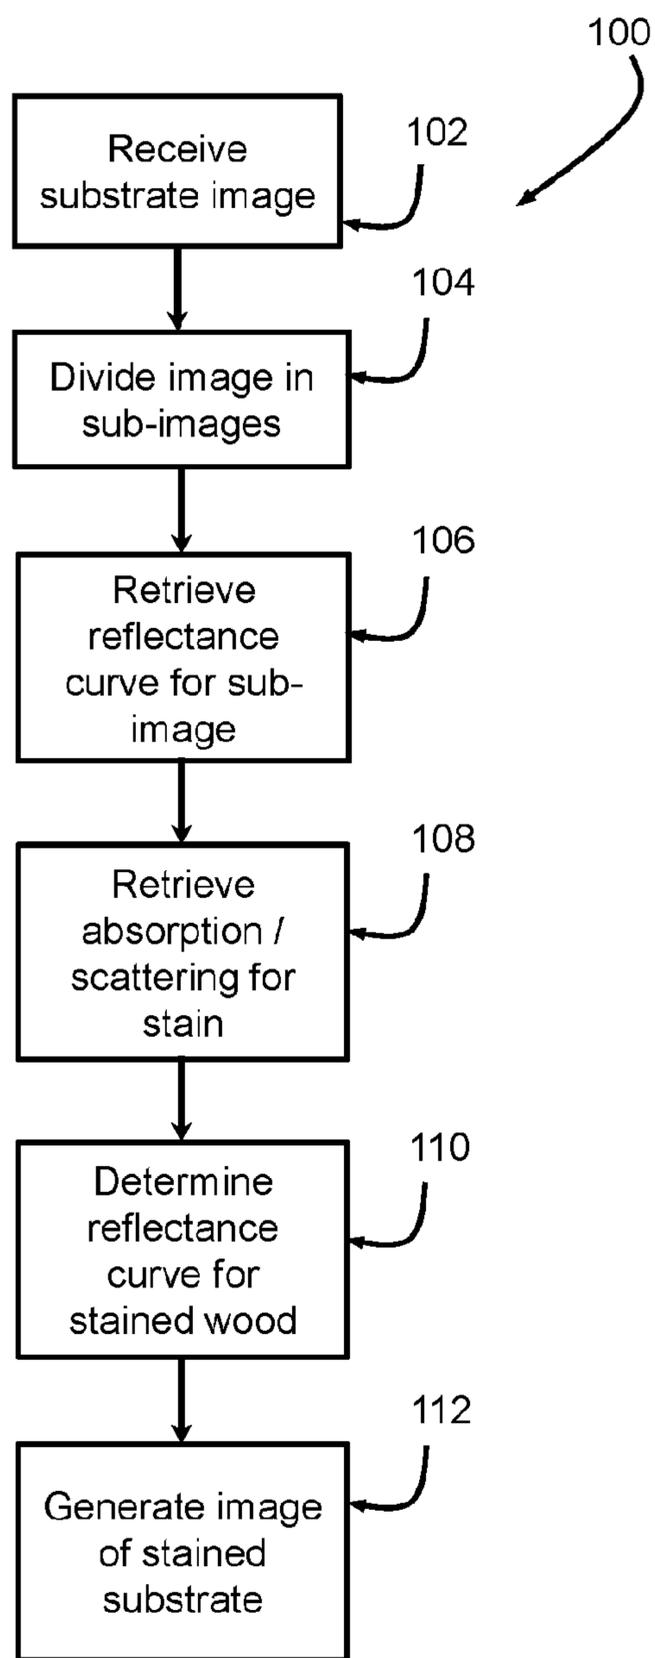 100
Receive
substrate image
102
104
Divide image in
sub-images
106
Retrieve
reflectance
curve for sub-
image
108
Retrieve
absorption /
scattering for
stain
110
Determine
reflectance
curve for
stained wood
112
Generate image
of stained
substrate